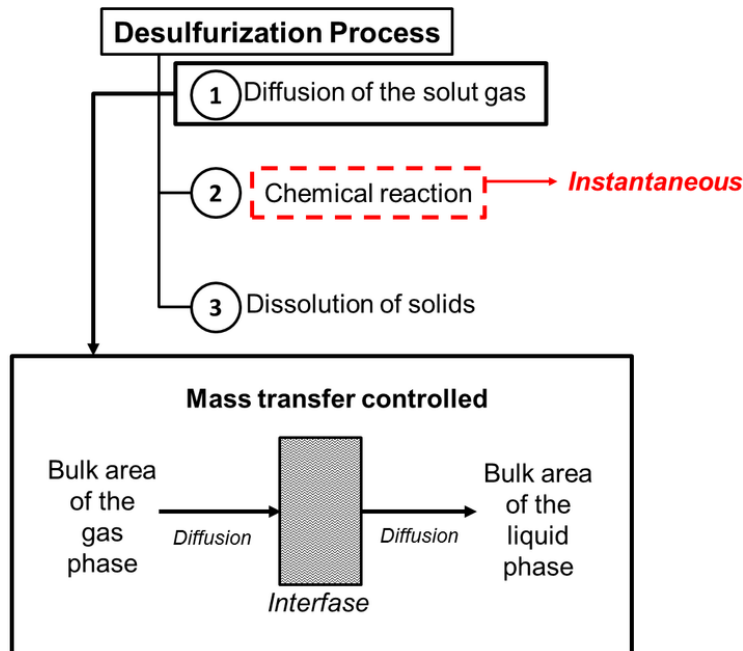 Desulfurization Process
1 Diffusion of the solut gas
2 Chemical reaction Instantaneous
3 Dissolution of solids
Mass transfer controlled
Bulk area
of the
gas
phase
Diffusion
Interfase
Diffusion
Bulk area
of the
liquid
phase